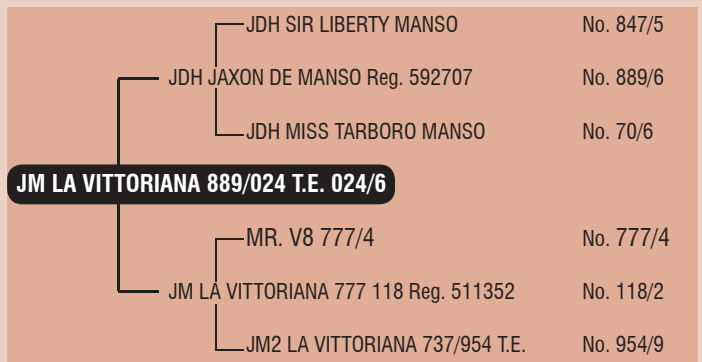 JDH SIR LIBERTY MANSO No. 847/5
JDH JAXON DE MANSO Reg. 592707 No. 889/6
JDH MISS TARBORO MANSO No. 70/6
JM LA VITTORIANA 889/024 T.E. 024/6
MR. V8 777/4 No. 777/4
JM LA VITTORIANA 777 118 Reg. 511352 No. 118/2
JM2 LA VITTORIANA 737/954 T.E. No. 954/9